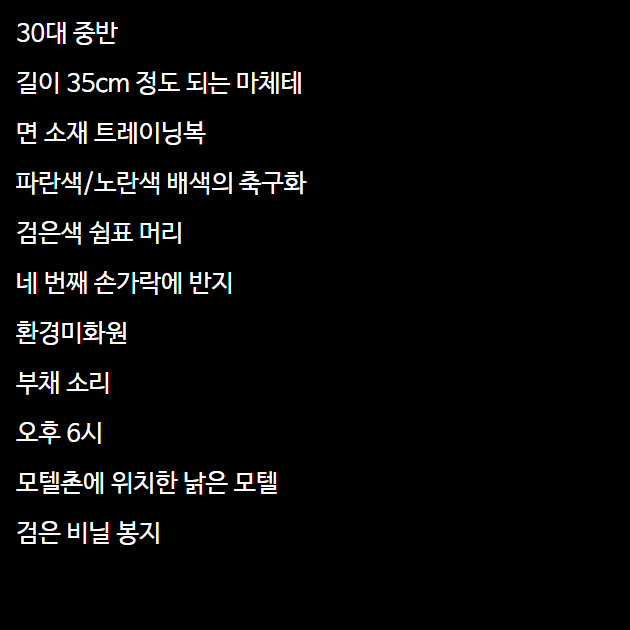 30대 중반
길이 35cm 정도 되는 마체테
면 소재 트레이닝복
파란색/노란색 배색의 축구화
검은색 쉼표 머리
네 번째 손가락에 반지
환경미화원
부채 소리
오후 6시
모텔촌에 위치한 낡은 모텔
검은 비닐 봉지